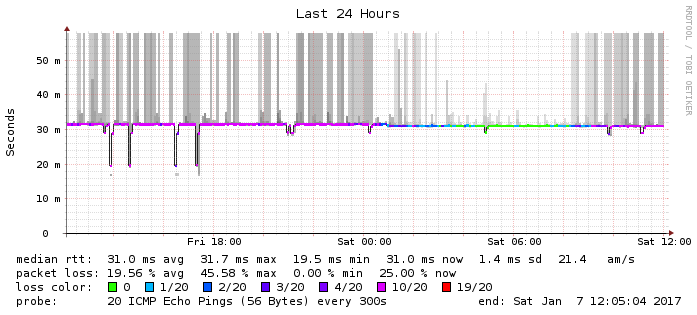 Last 24 Hours
RRDTOOL / TOBI OETIKER
Seconds
50 m
40 m
30 m
20 m
10 m
0
Fri 18:00 Sat 00:00 Sat 06:00 Sat 12:00
median rtt: 31.0 ms avg 31.7 ms max 19.5 ms min 31.0 ms now 1.4 ms sd 21.4 am/s
packet loss: 19.56 % avg 45.58 % max 0.00 % min 25.00 % now
loss color: 0 1/20 2/20 3/20 4/20 10/20 19/20
probe: 20 ICMP Echo Pings (56 Bytes) every 300s end: Sat Jan 7 12:05:04 2017